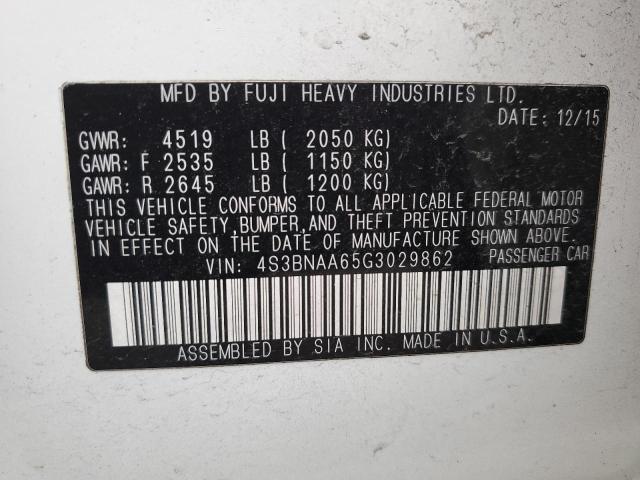 MFD BY FUJI HEAVY INDUSTRIES LTD.
DATE: 12/15
GVWR: 4519 LB ( 2050 KG)
GAWR: F 2535 LB ( 1150 KG)
GAWR: R 2645 LB ( 1200 KG)
THIS VEHICLE CONFORMS TO ALL APPLICABLE FEDERAL MOTOR
VEHICLE SAFETY,BUMPER,AND THEFT PREVENTION STANDARDS
IN EFFECT ON THE DATE OF MANUFACTURE SHOWN ABOVE.
VIN: 4S3BNAA65G3029862 PASSENGER CAR
ASSEMBLED BY SIA INC. MADE IN U.S.A.